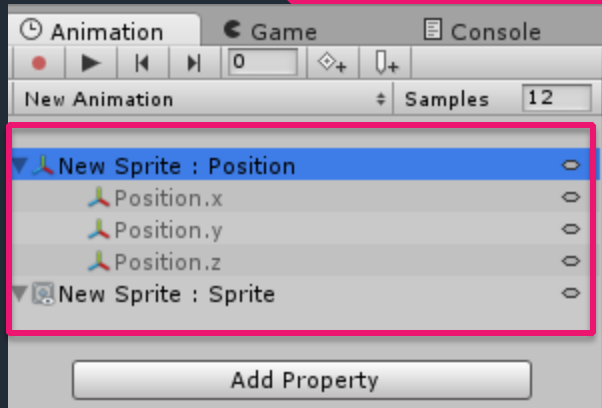 Animation Game Console
0
New Animation Samples 12
New Sprite : Position
Position.x
Position.y
Position.z
New Sprite : Sprite
Add Property